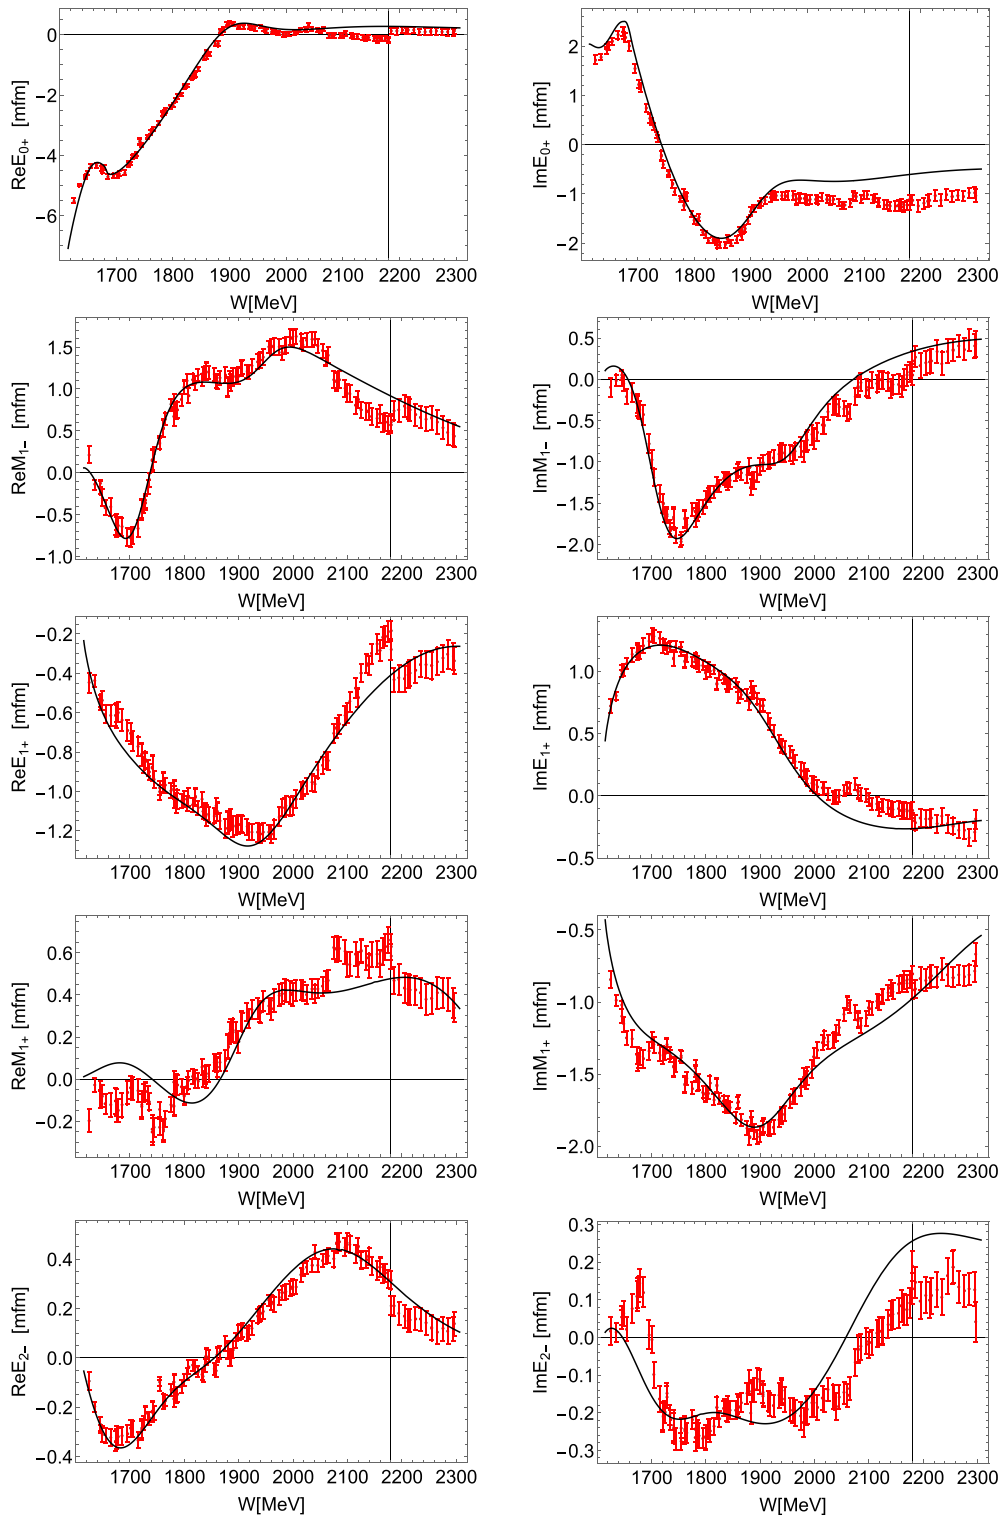 ReE0+ [mfm]
0
−2
−4
−6
1700 1800 1900 2000 2100 2200 2300
W[MeV]
ImE0+ [mfm]
2
1
0
−1
−2
1700 1800 1900 2000 2100 2200 2300
W[MeV]
ReM1− [mfm]
1.5
1.0
0.5
0.0
−0.5
−1.0
1700 1800 1900 2000 2100 2200 2300
W[MeV]
ImM1− [mfm]
0.5
0.0
−0.5
−1.0
−1.5
−2.0
1700 1800 1900 2000 2100 2200 2300
W[MeV]
ReE1+ [mfm]
−0.2
−0.4
−0.6
−0.8
−1.0
−1.2
1700 1800 1900 2000 2100 2200 2300
W[MeV]
ImE1+ [mfm]
1.0
0.5
0.0
−0.5
1700 1800 1900 2000 2100 2200 2300
W[MeV]
ReM1+ [mfm]
0.6
0.4
0.2
0.0
−0.2
1700 1800 1900 2000 2100 2200 2300
W[MeV]
ImM1+ [mfm]
−0.5
−1.0
−1.5
−2.0
1700 1800 1900 2000 2100 2200 2300
W[MeV]
ReE2− [mfm]
0.4
0.2
0.0
−0.2
−0.4
1700 1800 1900 2000 2100 2200 2300
W[MeV]
ImE2− [mfm]
0.3
0.2
0.1
0.0
−0.1
−0.2
−0.3
1700 1800 1900 2000 2100 2200 2300
W[MeV]